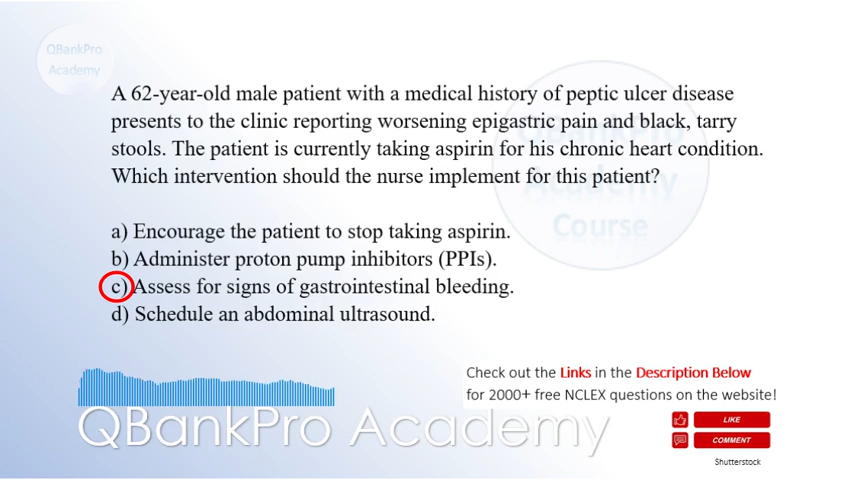 QBankPro
Academy
A 62-year-old male patient with a medical history of peptic ulcer disease
presents to the clinic reporting worsening epigastric pain and black, tarry
stools. The patient is currently taking aspirin for his chronic heart condition.
Which intervention should the nurse implement for this patient?
QBankPro
Academy
Course
a) Encourage the patient to stop taking aspirin.
b) Administer proton pump inhibitors (PPIs).
c) Assess for signs of gastrointestinal bleeding.
d) Schedule an abdominal ultrasound.
Check out the Links in the Description Below
for 2000+ free NCLEX questions on the website!
QBankPro Academy
LIKE
COMMENT
Shutterstock